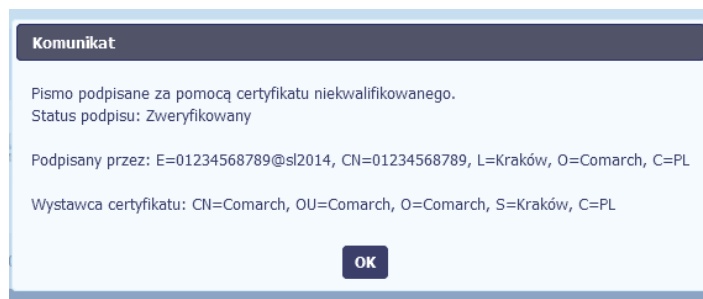 Komunikat
Pismo podpisane za pomocą certyfikatu niekwalifikowanego.
Status podpisu: Zweryfikowany
Podpisany przez: E=01234568789@sl2014, CN=01234568789, L=Kraków, O=Comarch, C=PL
Wystawca certyfikatu: CN=Comarch, OU=Comarch, O=Comarch, S=Kraków, C=PL
OK